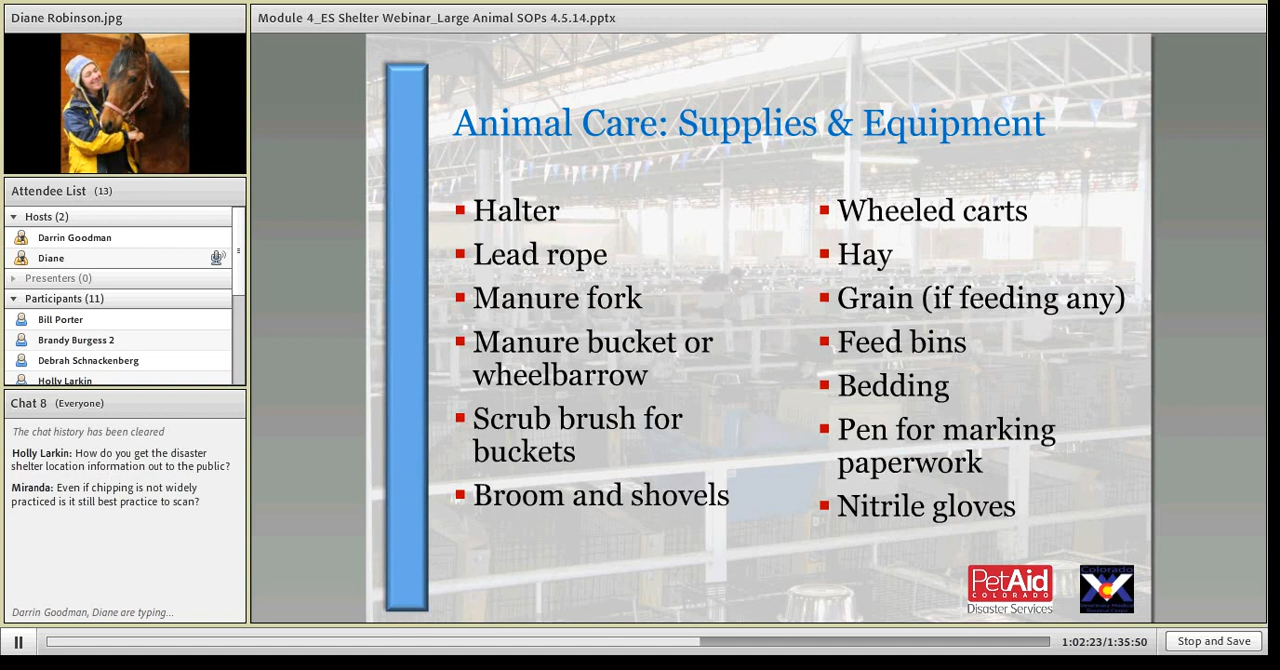 Diane Robinson.jpg
Module 4_ES Shelter Webinar_Large Animal SOPs 4.5.14.pptx
Attendee List (13)
Hosts (2)
Darrin Goodman
Diane
Presenters (0)
Participants (11)
Bill Porter
Brandy Burgess 2
Debrah Schnackenberg
Holly Larkin
Chat 8 (Everyone)
The chat history has been cleared
Holly Larkin: How do you get the disaster
shelter location information out to the public?
Miranda: Even if chipping is not widely
practiced is it still best practice to scan?
Darrin Goodman, Diane are typing...
Animal Care: Supplies & Equipment
Halter
Lead rope
Manure fork
Manure bucket or
wheelbarrow
Scrub brush for
buckets
Broom and shovels
Wheeled carts
Hay
Grain (if feeding any)
Feed bins
Bedding
Pen for marking
paperwork
Nitrile gloves
PetAid
COLORADO
Disaster Services
Colorado
1:02:23/1:35:50
Stop and Save